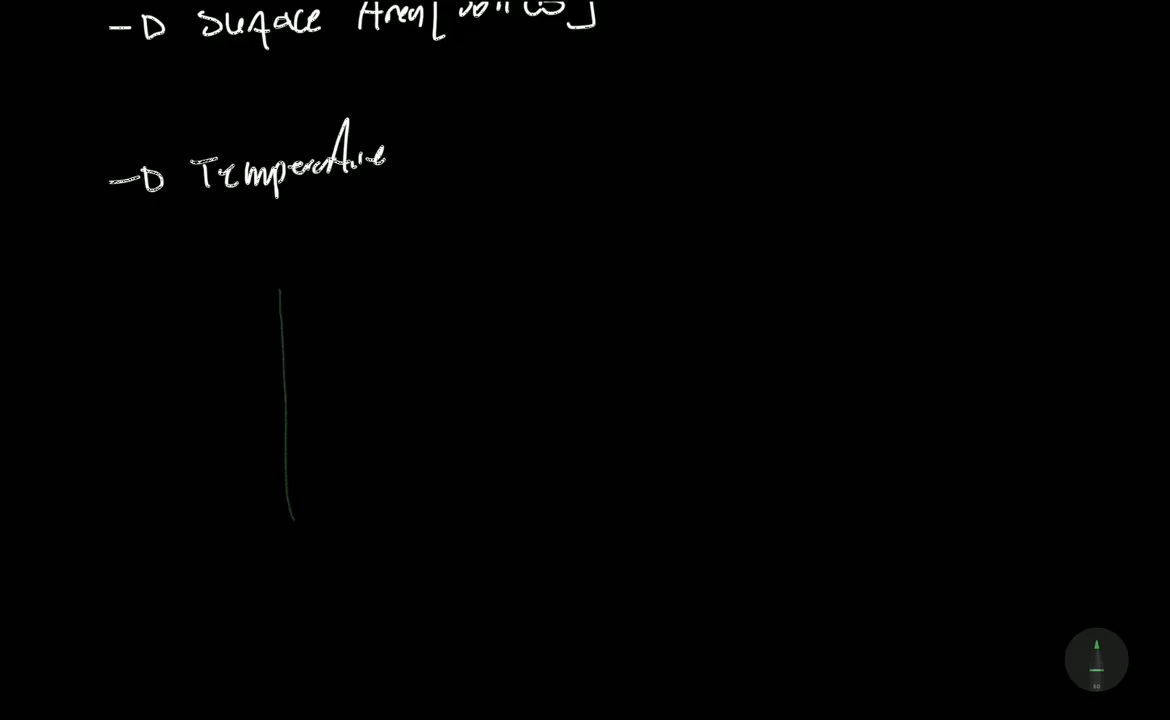 → Surface Area [
→ Temperature